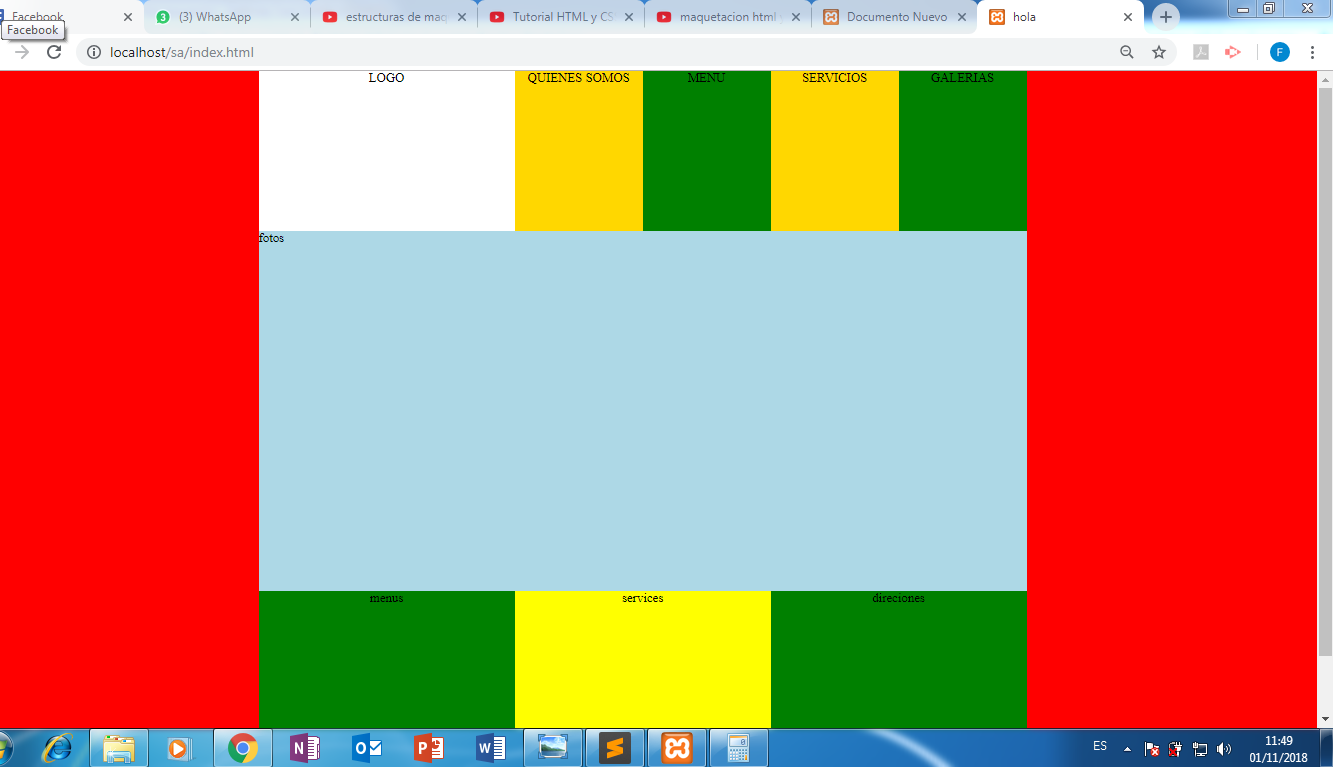 Facebook
(3) WhatsApp
estructuras de maq
Tutorial HTML y CS
maquetacion html
Documento Nuevo
hola
Facebook
localhost/sa/index.html
F
LOGO
QUIENES SOMOS
MENU
SERVICIOS
GALERIAS
fotos
menus
services
direciones
ES
11:49
01/11/2018